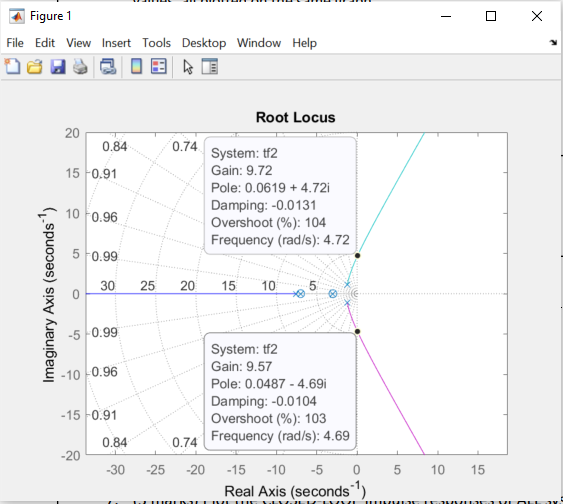 Figure 1
File Edit View Insert Tools Desktop Window Help
Root Locus
20
15
10
5
0
-5
-10
-15
-20
Imaginary Axis (seconds-1)
0.84
0.74
0.91
0.96
0.99
30 25 20 15 10 5
0.99
0.96
0.91
0.84
0.74
System: tf2
Gain: 9.72
Pole: 0.0619 + 4.72i
Damping: -0.0131
Overshoot (%): 104
Frequency (rad/s): 4.72
System: tf2
Gain: 9.57
Pole: 0.0487 - 4.69i
Damping: -0.0104
Overshoot (%): 103
Frequency (rad/s): 4.69
-30 -25 -20 -15 -10 -5 0 5 10 15
Real Axis (seconds-1)